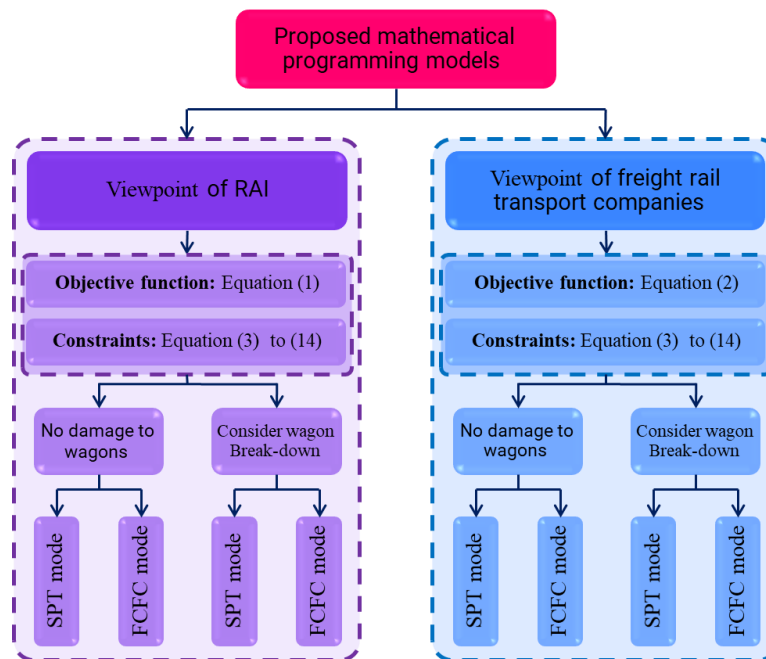 Proposed mathematical
programming models
Viewpoint of RAI
Objective function: Equation (1)
Constraints: Equation (3) to (14)
No damage to
wagons
Consider wagon
Break-down
SPT mode
FCFC mode
SPT mode
FCFC mode
Viewpoint of freight rail
transport companies
Objective function: Equation (2)
Constraints: Equation (3) to (14)
No damage to
wagons
Consider wagon
Break-down
SPT mode
FCFC mode
SPT mode
FCFC mode